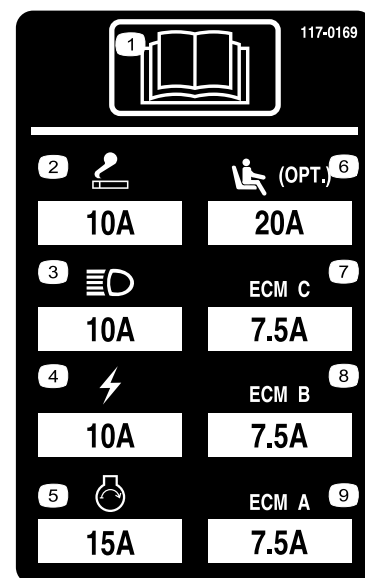 1 117-0169
2 (OPT.) 6
10A 20A
3 ECM C 7
10A 7.5A
4 ECM B 8
10A 7.5A
5 ECM A 9
15A 7.5A